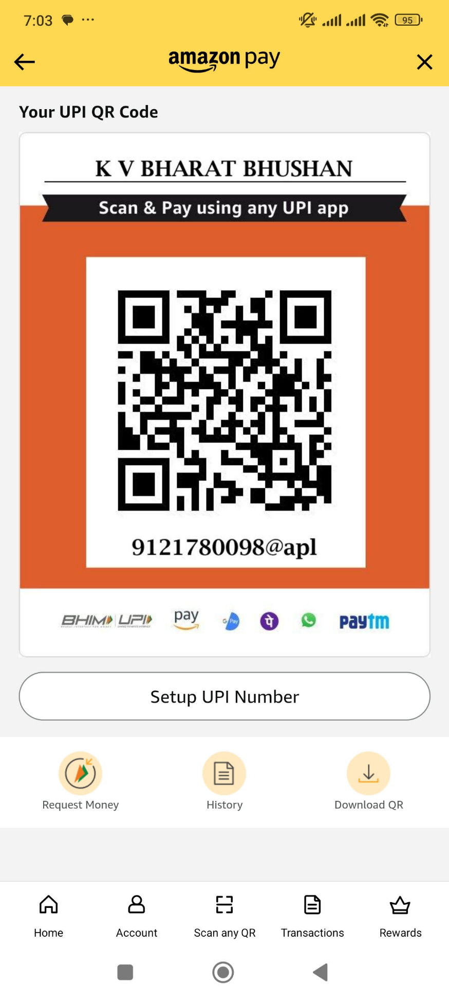 7:03
95
amazon pay
Your UPI QR Code
K V BHARAT BHUSHAN
Scan & Pay using any UPI app
9121780098@apl
BHIM UPI pay G Pay पे paytm
Setup UPI Number
Request Money History Download QR
Home Account Scan any QR Transactions Rewards